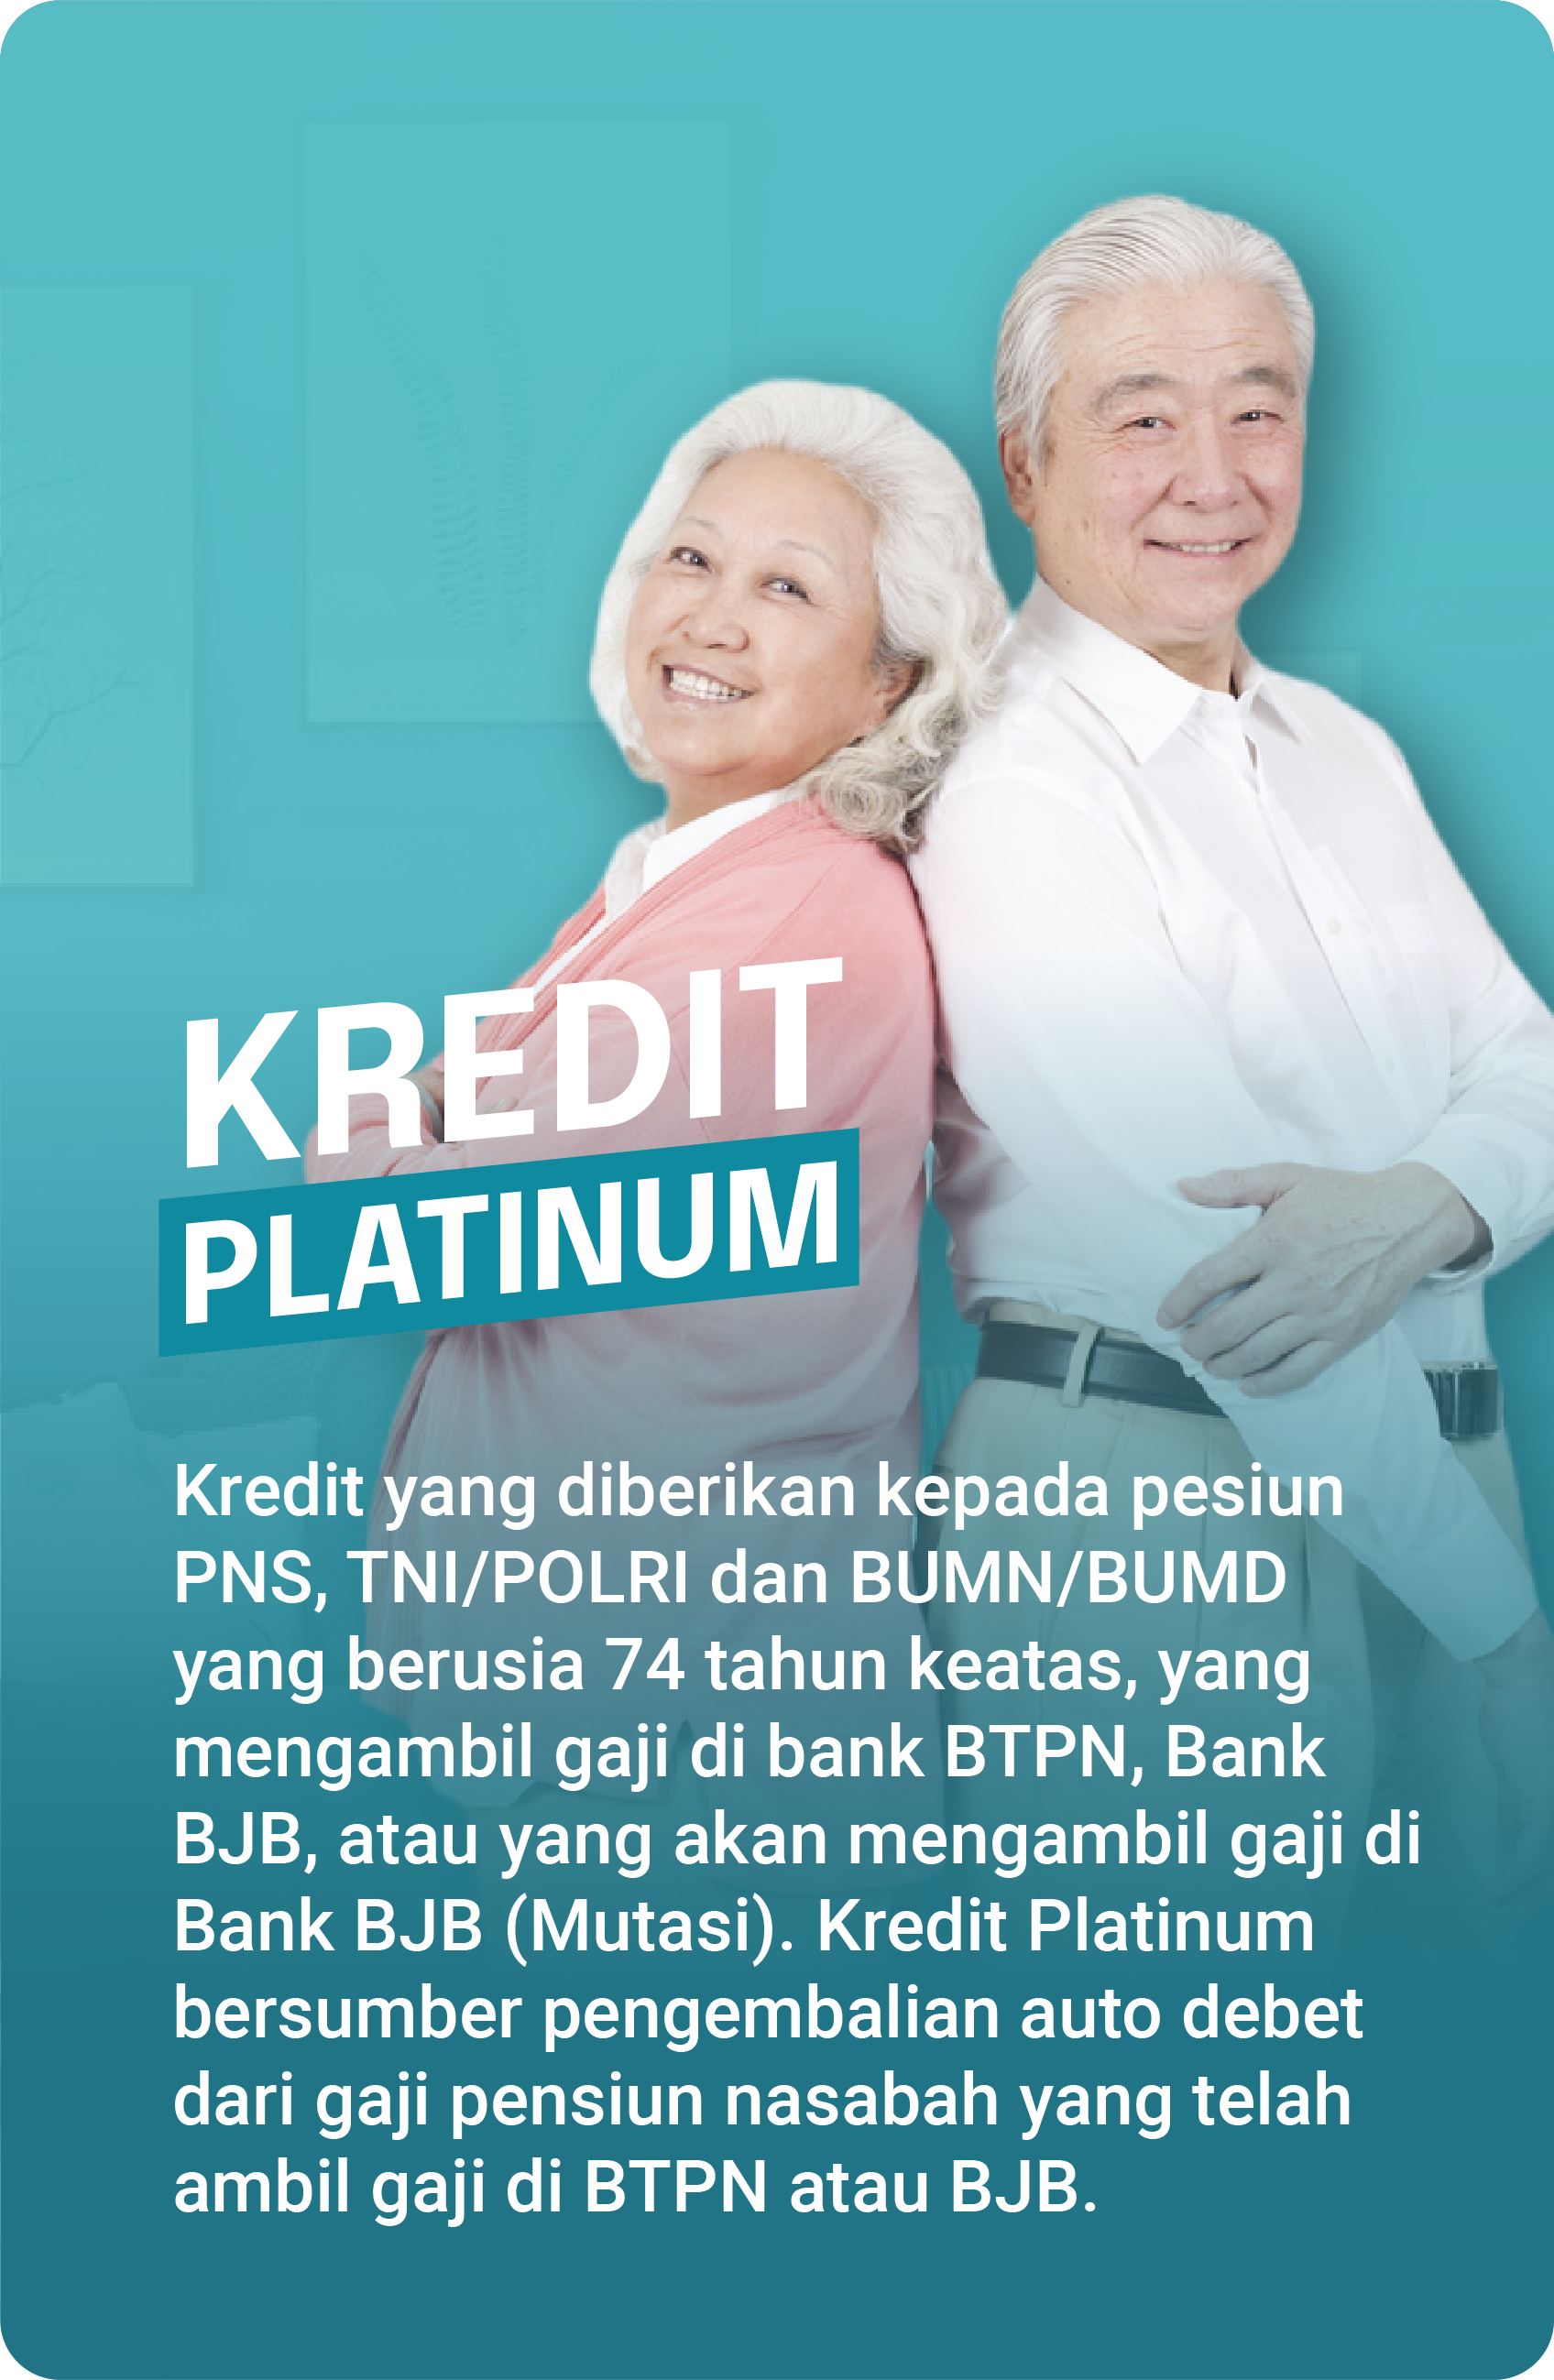 KREDIT
PLATINUM
Kredit yang diberikan kepada pesiun
PNS, TNI/POLRI dan BUMN/BUMD
yang berusia 74 tahun keatas, yang
mengambil gaji di bank BTPN, Bank
BJB, atau yang akan mengambil gaji di
Bank BJB (Mutasi). Kredit Platinum
bersumber pengembalian auto debet
dari gaji pensiun nasabah yang telah
ambil gaji di BTPN atau BJB.